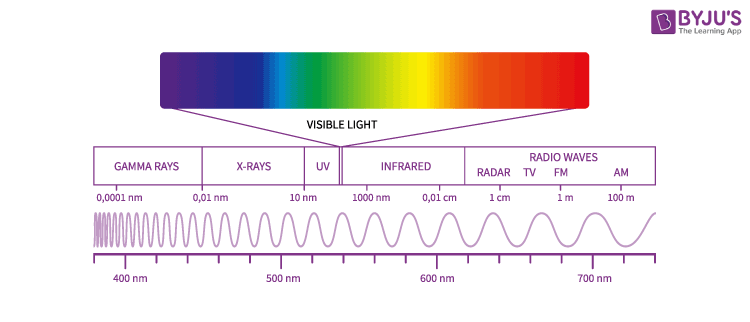 BYJU'S
The Learning App
VISIBLE LIGHT
GAMMA RAYS X-RAYS UV INFRARED RADIO WAVES
RADAR TV FM AM
0,0001 nm 0,01 nm 10 nm 1000 nm 0,01 cm 1 cm 1 m 100 m
400 nm 500 nm 600 nm 700 nm